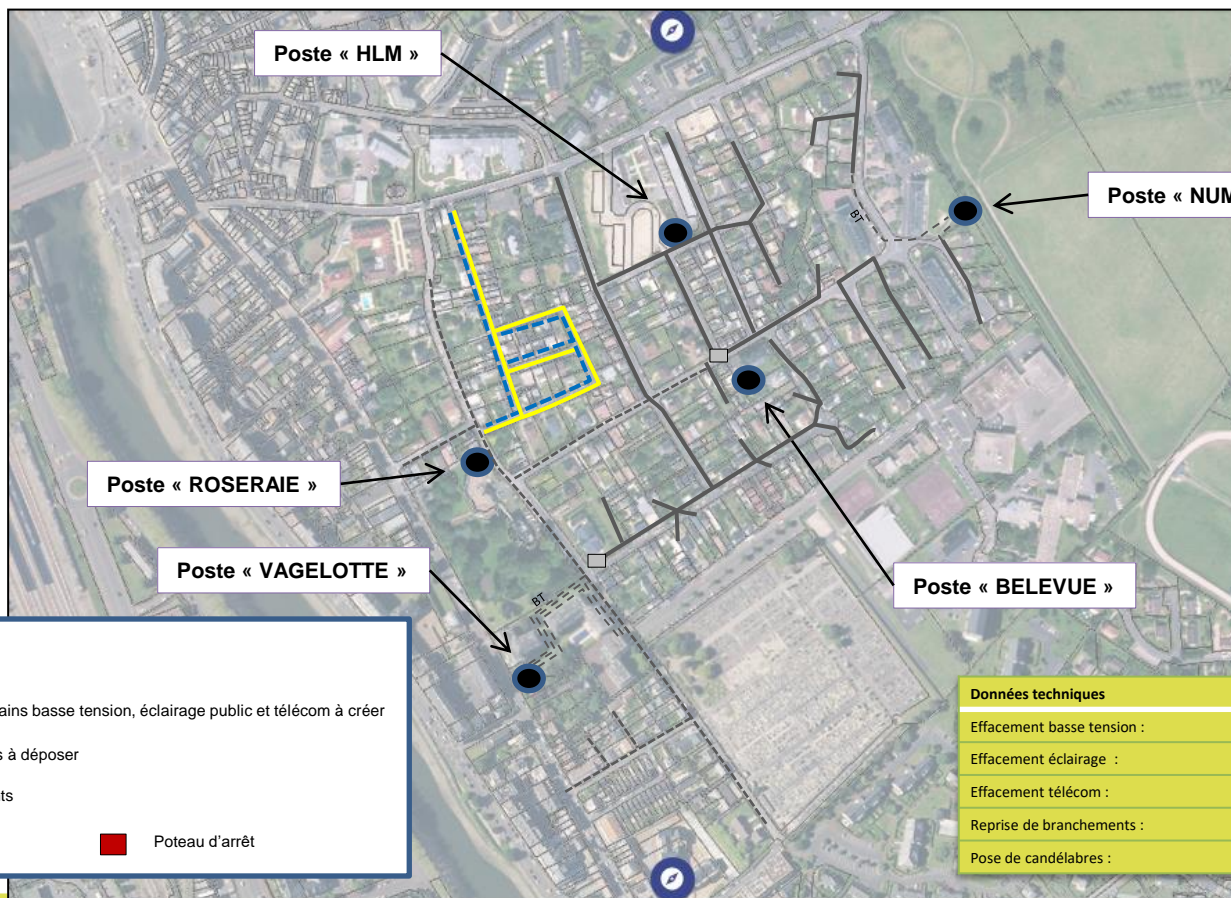 Poste « HLM »
Poste « NUM
BT
Poste « ROSERAIE »
Poste « VAGELOTTE »
BT
Poste « BELEVUE »
ains basse tension, éclairage public et télécom à créer
s à déposer
ts
Poteau d’arrêt
Données techniques
Effacement basse tension :
Effacement éclairage :
Effacement télécom :
Reprise de branchements :
Pose de candélabres :